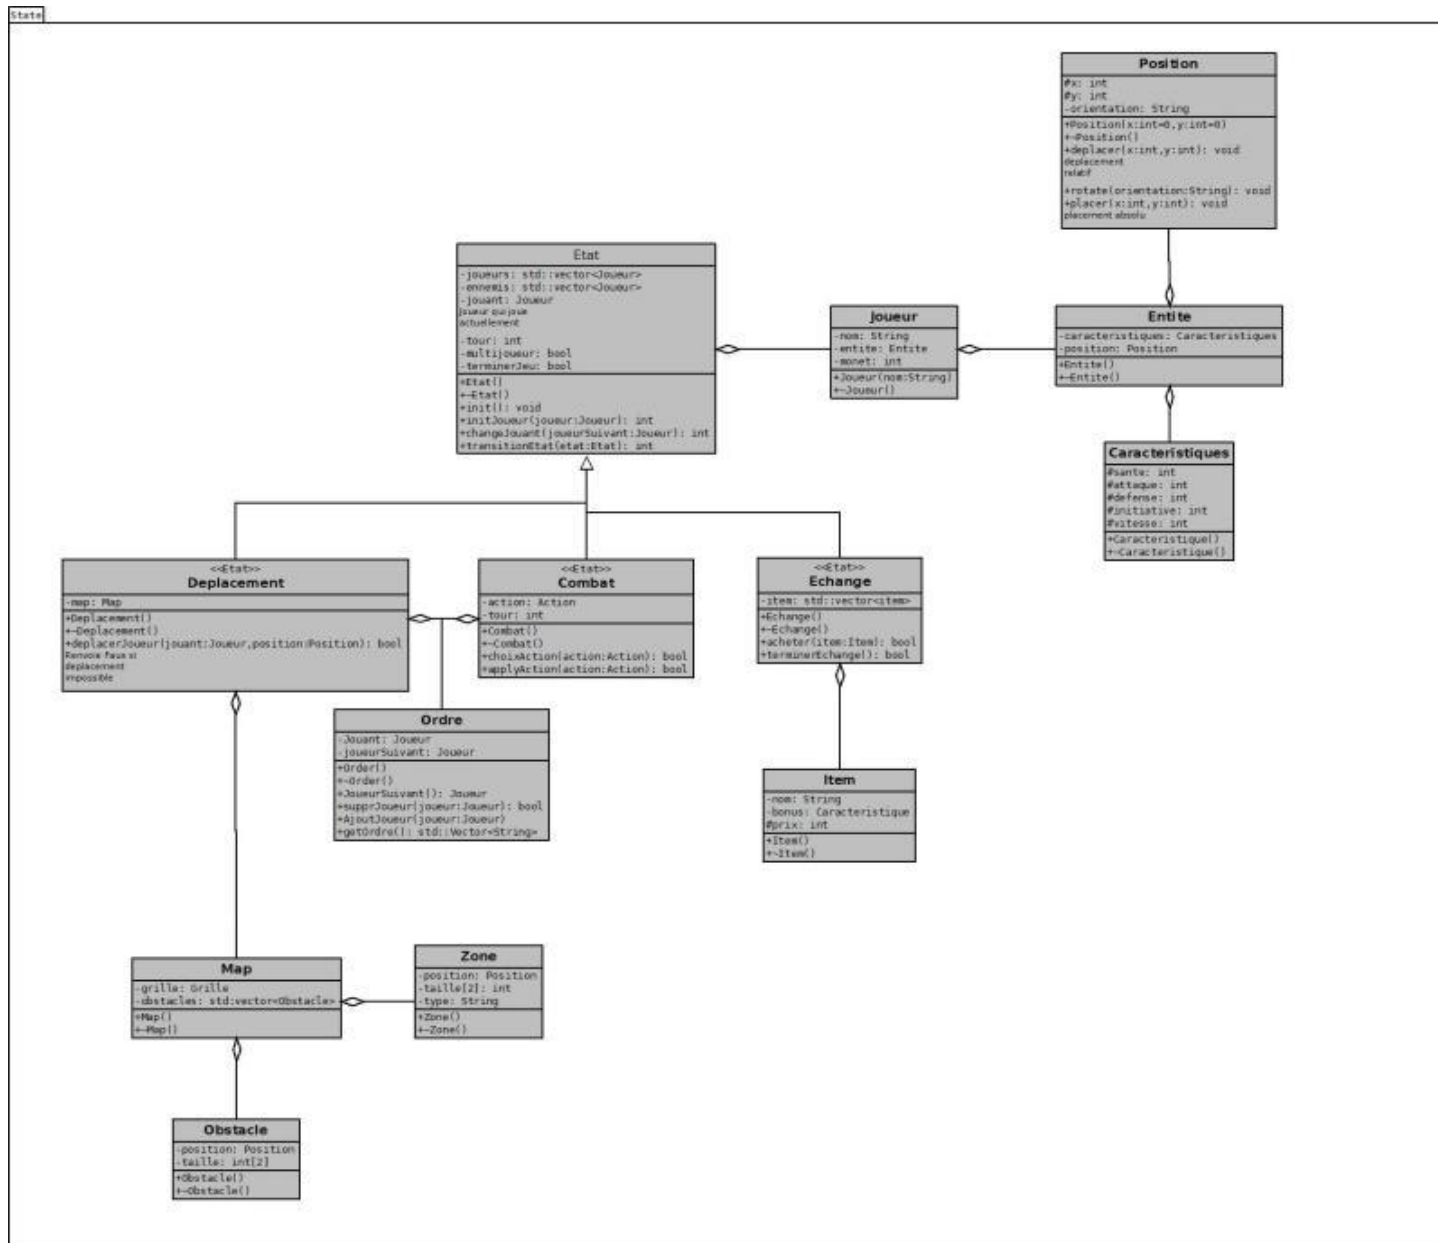 State
Position
#x: int
#y: int
-orientation: String
+Position(x:int=0,y:int=0)
+~Position()
+deplacer(x:int,y:int): void
deplacement
relatif
+rotate(orientation:String): void
+placer(x:int,y:int): void
placement absolu
Etat
-joueurs: std::vector<Joueur>
-ennemis: std::vector<Joueur>
-jouant: Joueur
Joueur qui joue
actuellement
-tour: int
-multijoueur: bool
-terminerJeu: bool
+Etat()
+~Etat()
+init(): void
+initJoueur(joueur:Joueur): int
+changeJouant(joueurSuivant:Joueur): int
+transitionEtat(etat:Etat): int
Joueur
-nom: String
-entite: Entite
-monet: int
+Joueur(nom:String)
+~Joueur()
Entite
-caracteristiques: Caracteristiques
-position: Position
+Entite()
+~Entite()
Caracteristiques
#sante: int
#attaque: int
#defense: int
#initiative: int
#vitesse: int
+Caracteristique()
+~Caracteristique()
<<Etat>>
Deplacement
-map: Map
+Deplacement()
+~Deplacement()
+deplacerJoueur(jouant:Joueur,position:Position): bool
Renvoie Faux si
deplacement
impossible
<<Etat>>
Combat
-action: Action
-tour: int
+Combat()
+~Combat()
+choixAction(action:Action): bool
+applyAction(action:Action): bool
<<Etat>>
Echange
-item: std::vector<item>
+Echange()
+~Echange()
+acheter(item:Item): bool
+terminerEchange(): bool
Ordre
-Jouant: Joueur
-joueurSuivant: Joueur
+Order()
+~Order()
+JoueurSuivant(): Joueur
+supprJoueur(joueur:Joueur): bool
+AjoutJoueur(joueur:Joueur)
+getOrdre(): std::Vector<String>
Item
-nom: String
-bonus: Caracteristique
#prix: int
+Item()
+~Item()
Map
-grille: Grille
-obstacles: std:vector<Obstacle>
+Map()
+~Map()
Zone
-position: Position
-taille[2]: int
-type: String
+Zone()
+~Zone()
Obstacle
-position: Position
-taille: int[2]
+Obstacle()
+~Obstacle()